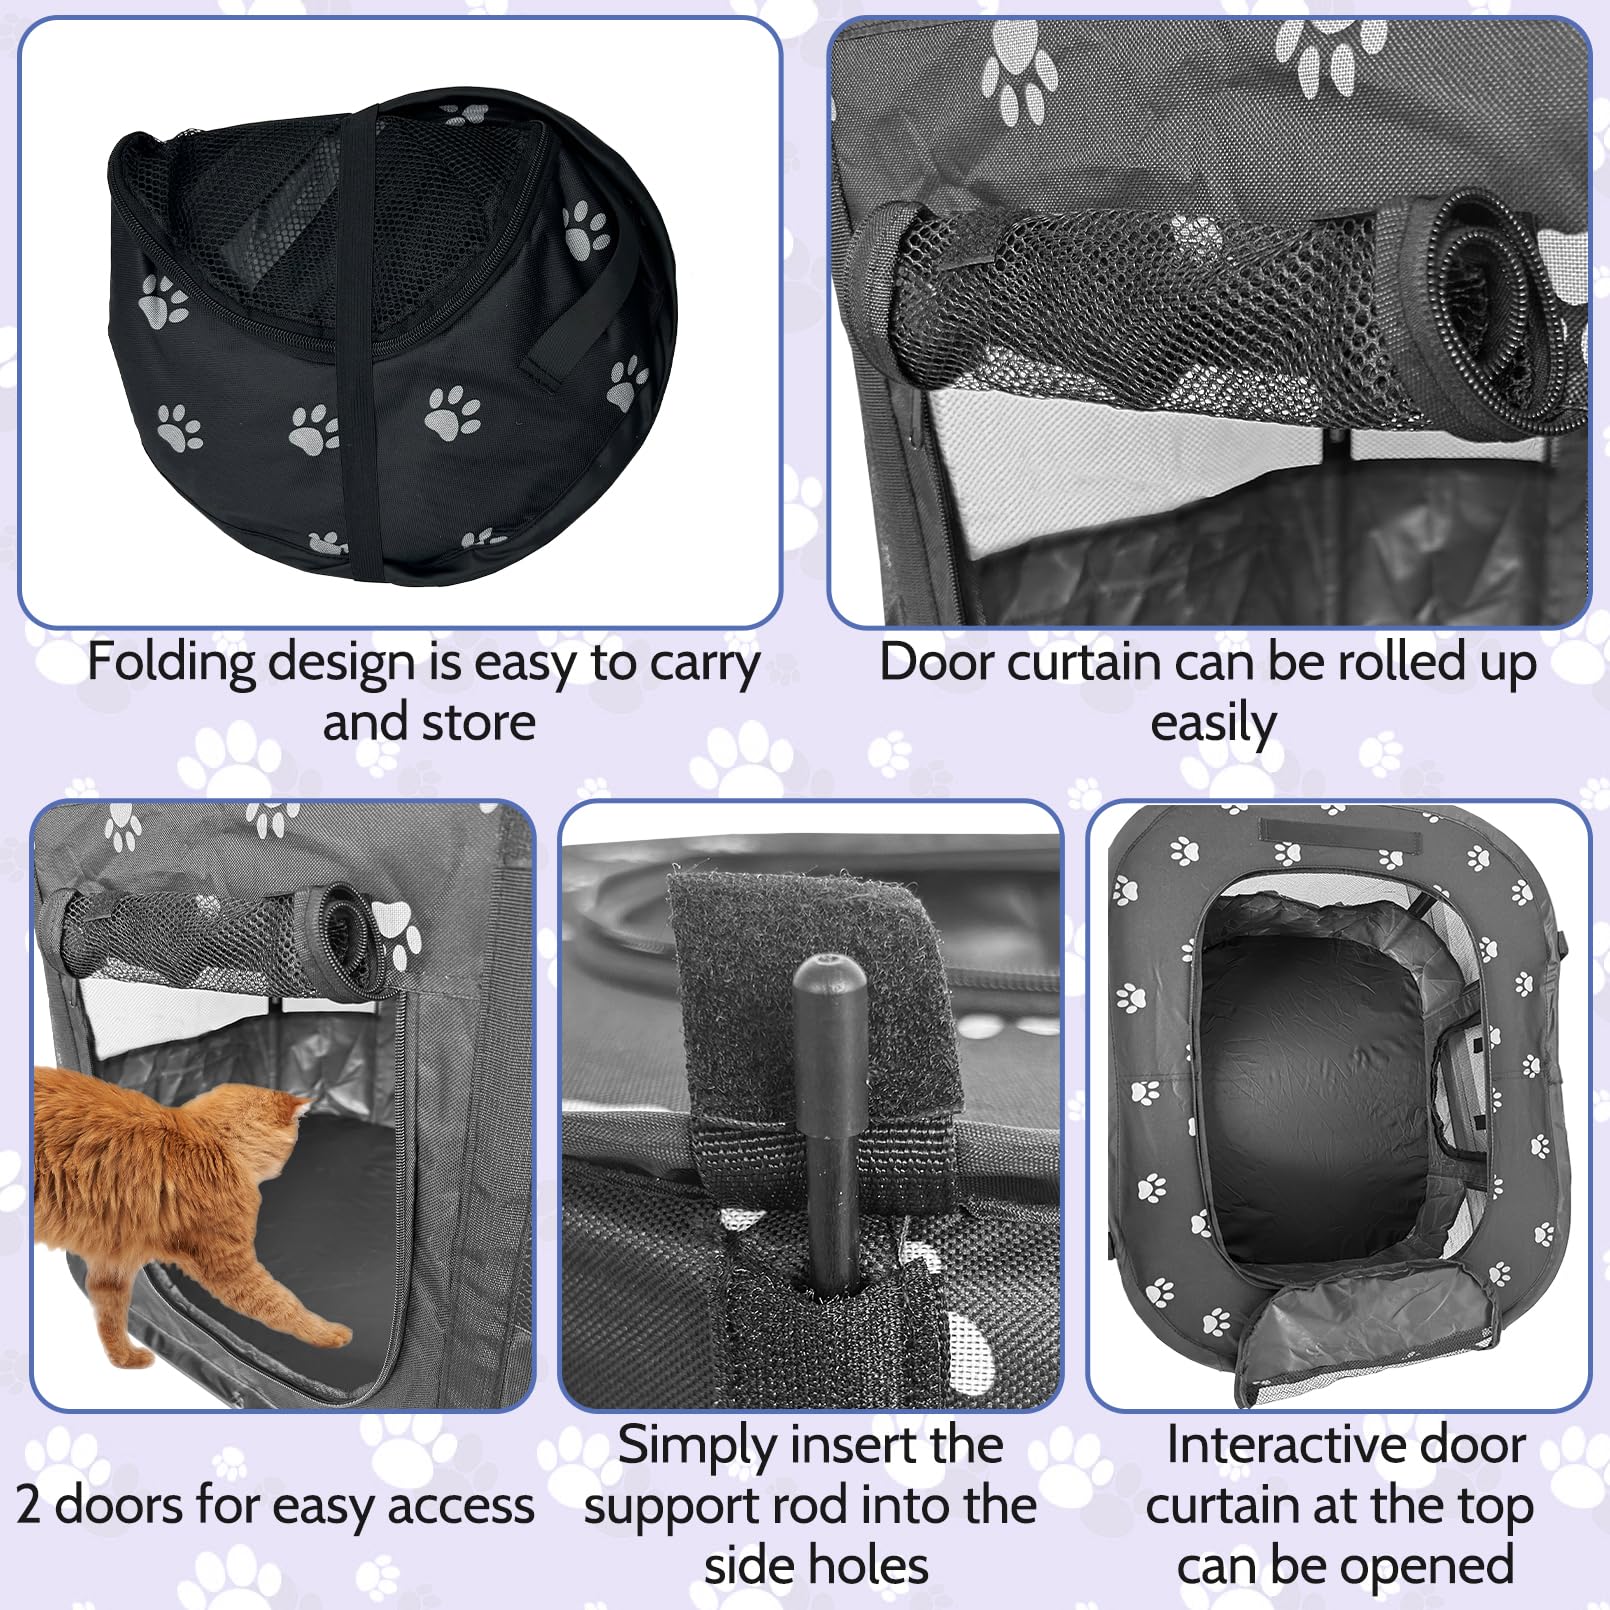 Folding design is easy to carry
and store
Door curtain can be rolled up
easily
2 doors for easy access
Simply insert the
support rod into the
side holes
Interactive door
curtain at the top
can be opened